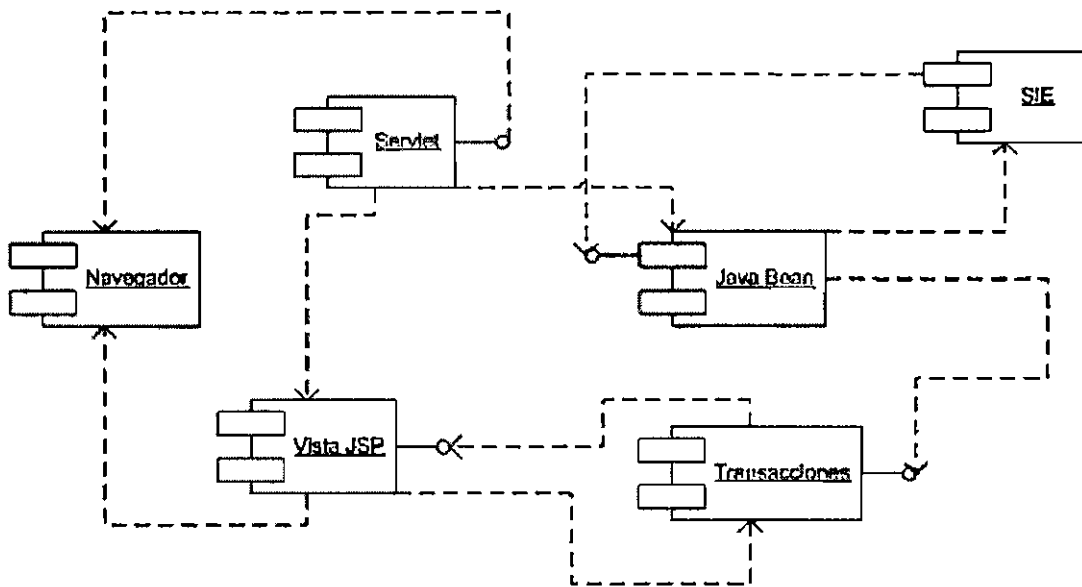 SIE
Servlet
Navegador
Java Bean
Vista JSP
Transacciones